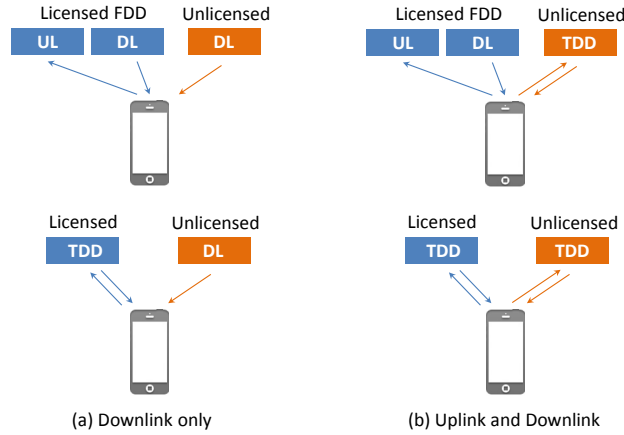 Licensed FDD Unlicensed
UL DL DL
Licensed FDD Unlicensed
UL DL TDD
Licensed Unlicensed
TDD DL
Licensed Unlicensed
TDD TDD
(a) Downlink only
(b) Uplink and Downlink